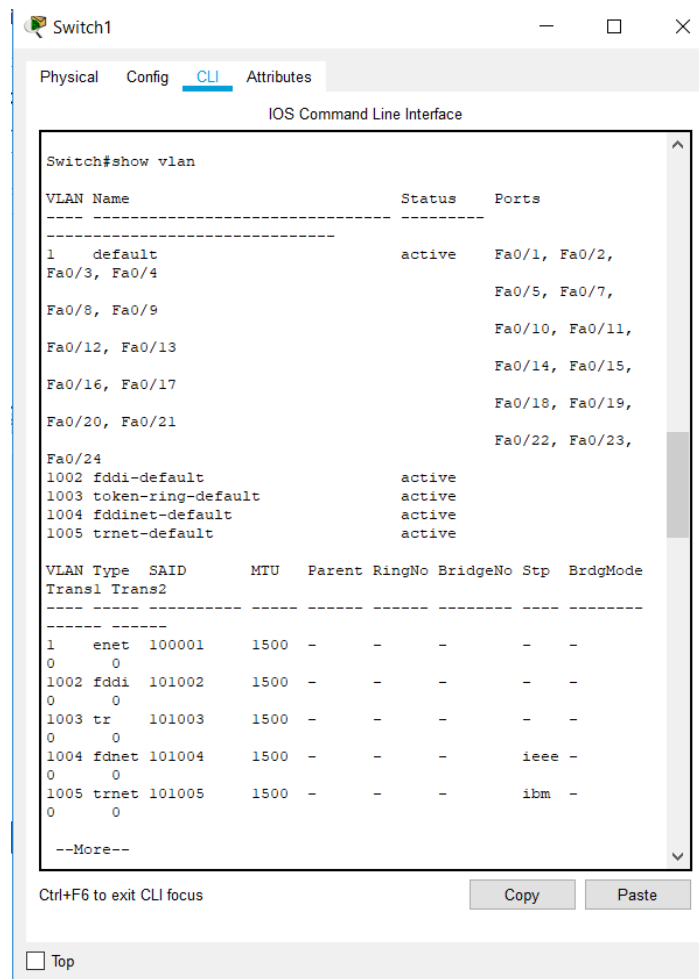 Switch1
Physical Config CLI Attributes
IOS Command Line Interface
Switch#show vlan
VLAN Name                             Status    Ports
---- -------------------------------- ---------
-------------------------------
1    default                          active    Fa0/1, Fa0/2,
Fa0/3, Fa0/4
                                                Fa0/5, Fa0/7,
Fa0/8, Fa0/9
                                                Fa0/10, Fa0/11,
Fa0/12, Fa0/13
                                                Fa0/14, Fa0/15,
Fa0/16, Fa0/17
                                                Fa0/18, Fa0/19,
Fa0/20, Fa0/21
                                                Fa0/22, Fa0/23,
Fa0/24
1002 fddi-default                     active
1003 token-ring-default               active
1004 fddinet-default                  active
1005 trnet-default                    active
VLAN Type  SAID       MTU   Parent RingNo BridgeNo Stp  BrdgMode
Trans1 Trans2
---- ----- ---------- ----- ------ ------ -------- ---- --------
------ ------
1    enet  100001     1500  -      -      -        -    -
0      0
1002 fddi  101002     1500  -      -      -        -    -
0      0
1003 tr    101003     1500  -      -      -        -    -
0      0
1004 fdnet 101004     1500  -      -      -        ieee -
0      0
1005 trnet 101005     1500  -      -      -        ibm  -
0      0
--More--
Ctrl+F6 to exit CLI focus Copy Paste
Top